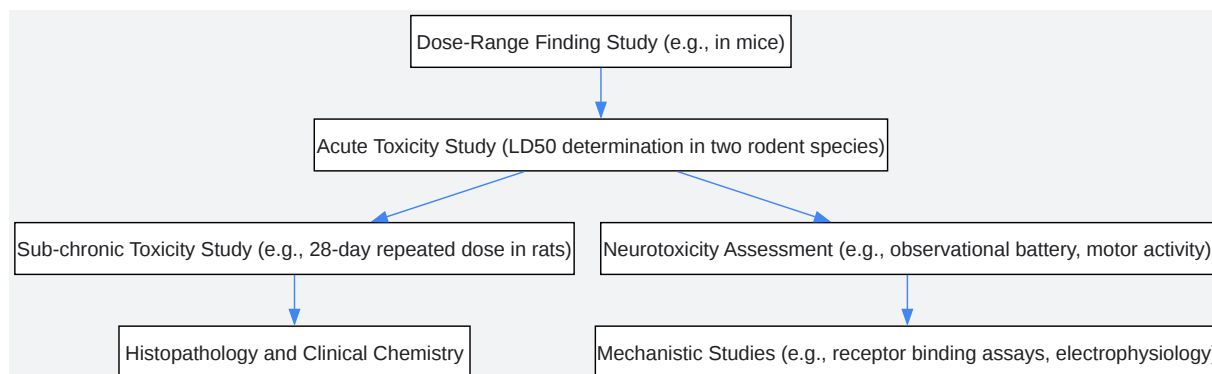 Dose-Range Finding Study (e.g., in mice)
Acute Toxicity Study (LD50 determination in two rodent species)
Sub-chronic Toxicity Study (e.g., 28-day repeated dose in rats)
Neurotoxicity Assessment (e.g., observational battery, motor activity)
Histopathology and Clinical Chemistry
Mechanistic Studies (e.g., receptor binding assays, electrophysiology)